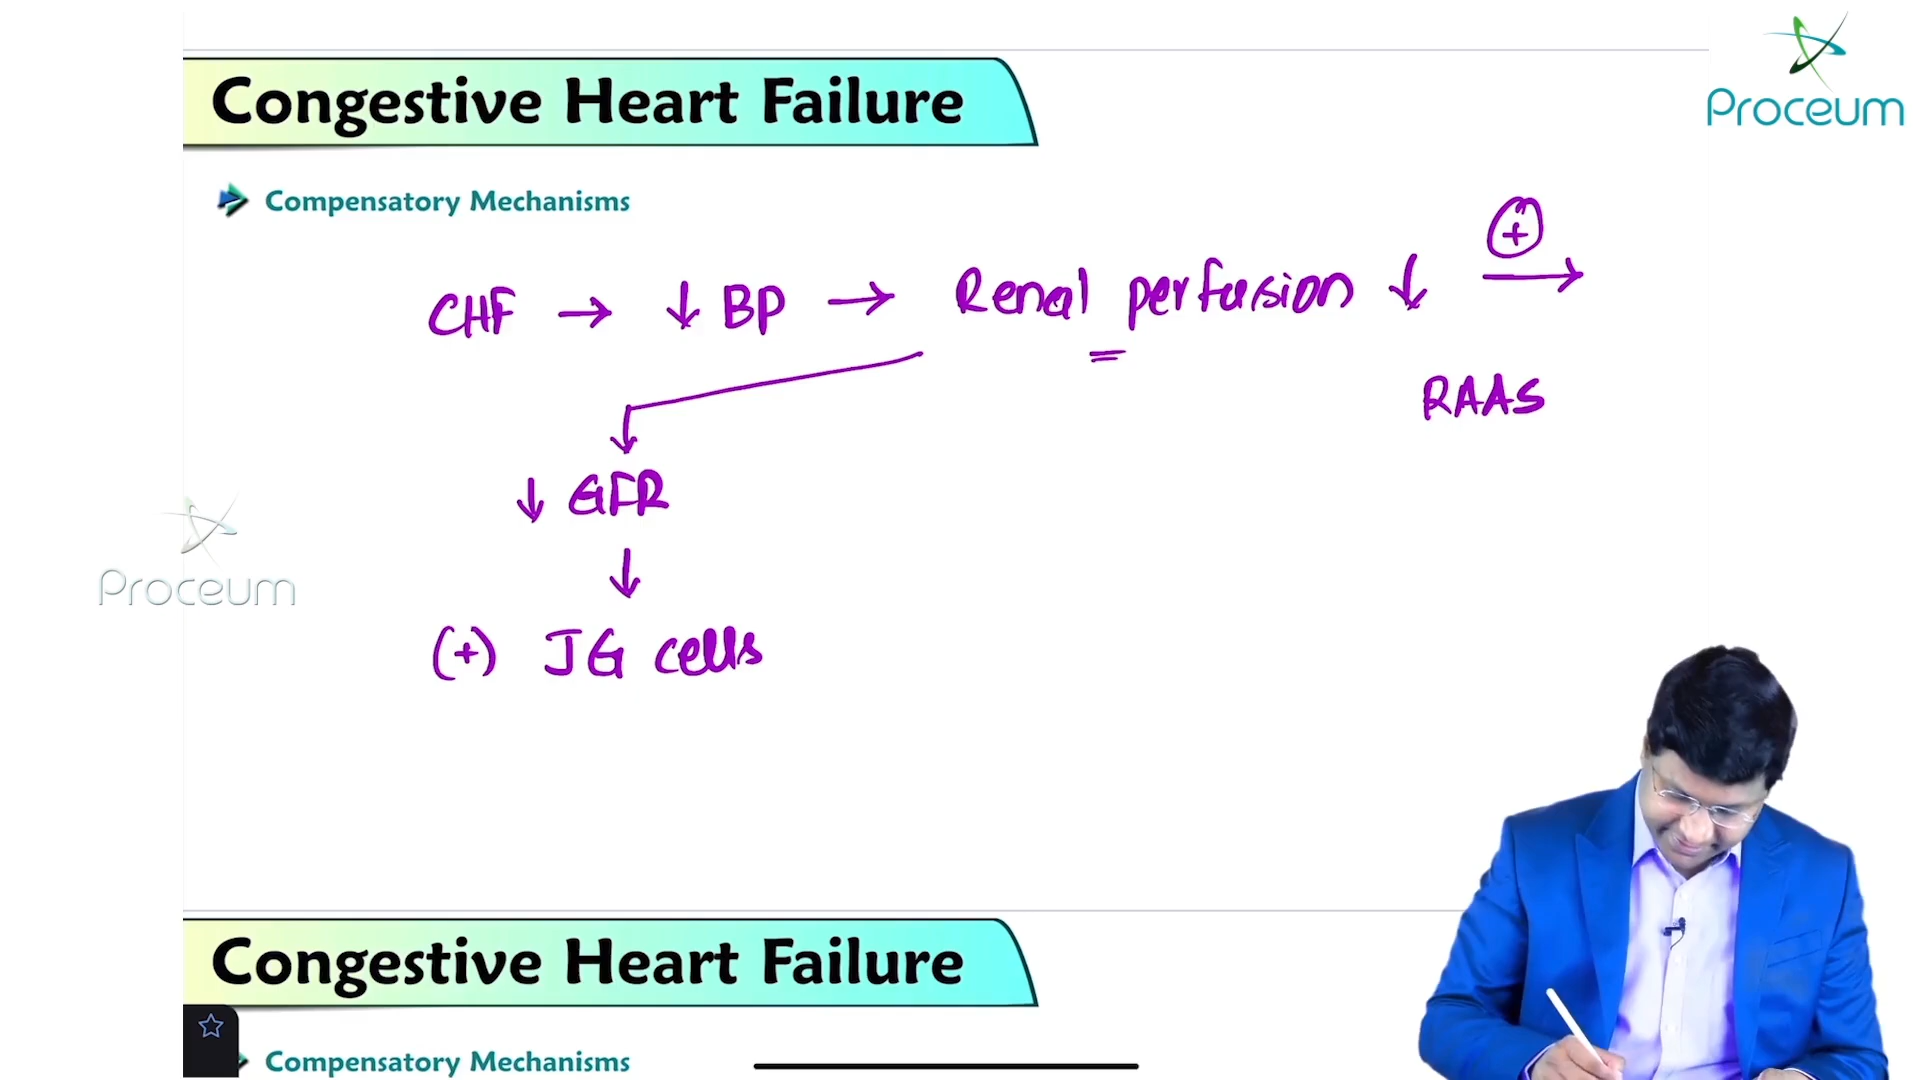 Congestive Heart Failure
Proceum
Compensatory Mechanisms
CHF → ↓ BP → Renal perfusion ↓ (+) →
RAAS
↓ GFR
↓
(+) JG cells
Proceum
Congestive Heart Failure
Compensatory Mechanisms